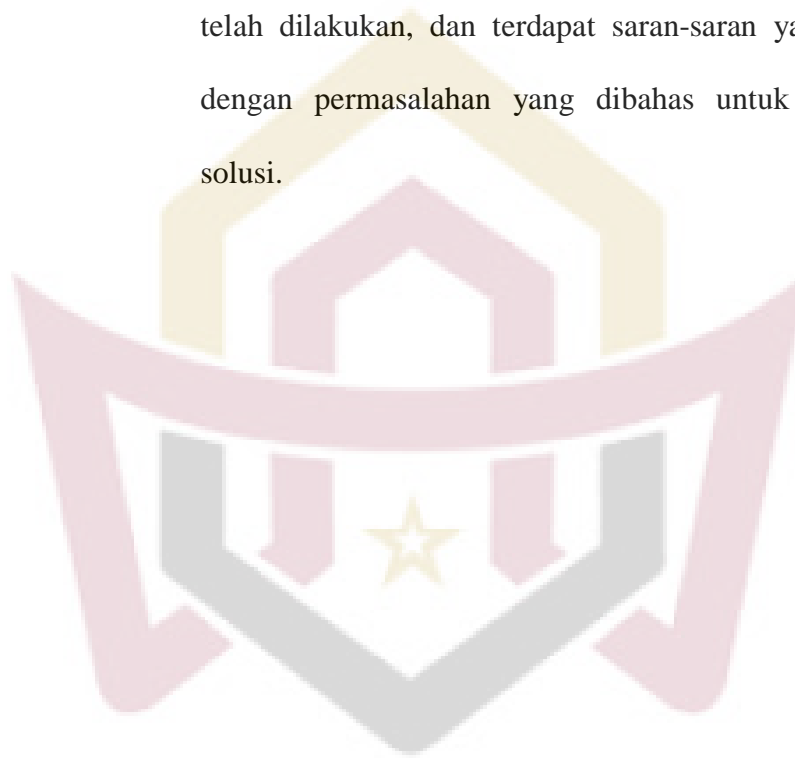 telah dilakukan, dan terdapat saran-saran
dengan permasalahan yang dibahas untuk
solusi.